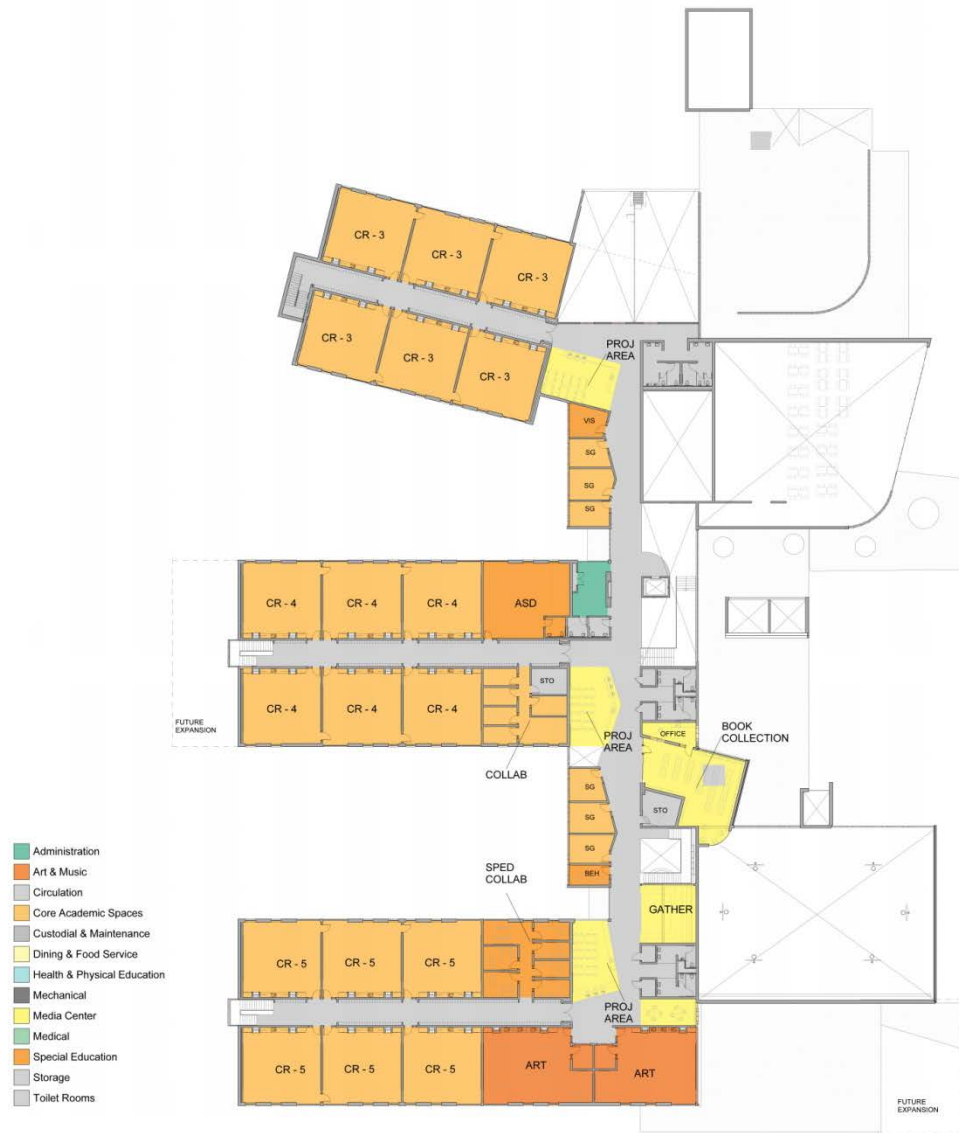 CR - 3
CR - 3
CR - 3
CR - 3
CR - 3
CR - 3
PROJ
AREA
VIS
SG
SG
SG
CR - 4
CR - 4
CR - 4
ASD
CR - 4
CR - 4
CR - 4
STO
FUTURE
EXPANSION
COLLAB
PROJ
AREA
OFFICE
BOOK
COLLECTION
STO
SG
SG
SG
BEH
SPED
COLLAB
GATHER
CR - 5
CR - 5
CR - 5
PROJ
AREA
CR - 5
CR - 5
CR - 5
ART
ART
FUTURE
EXPANSION
Administration
Art & Music
Circulation
Core Academic Spaces
Custodial & Maintenance
Dining & Food Service
Health & Physical Education
Mechanical
Media Center
Medical
Special Education
Storage
Toilet Rooms